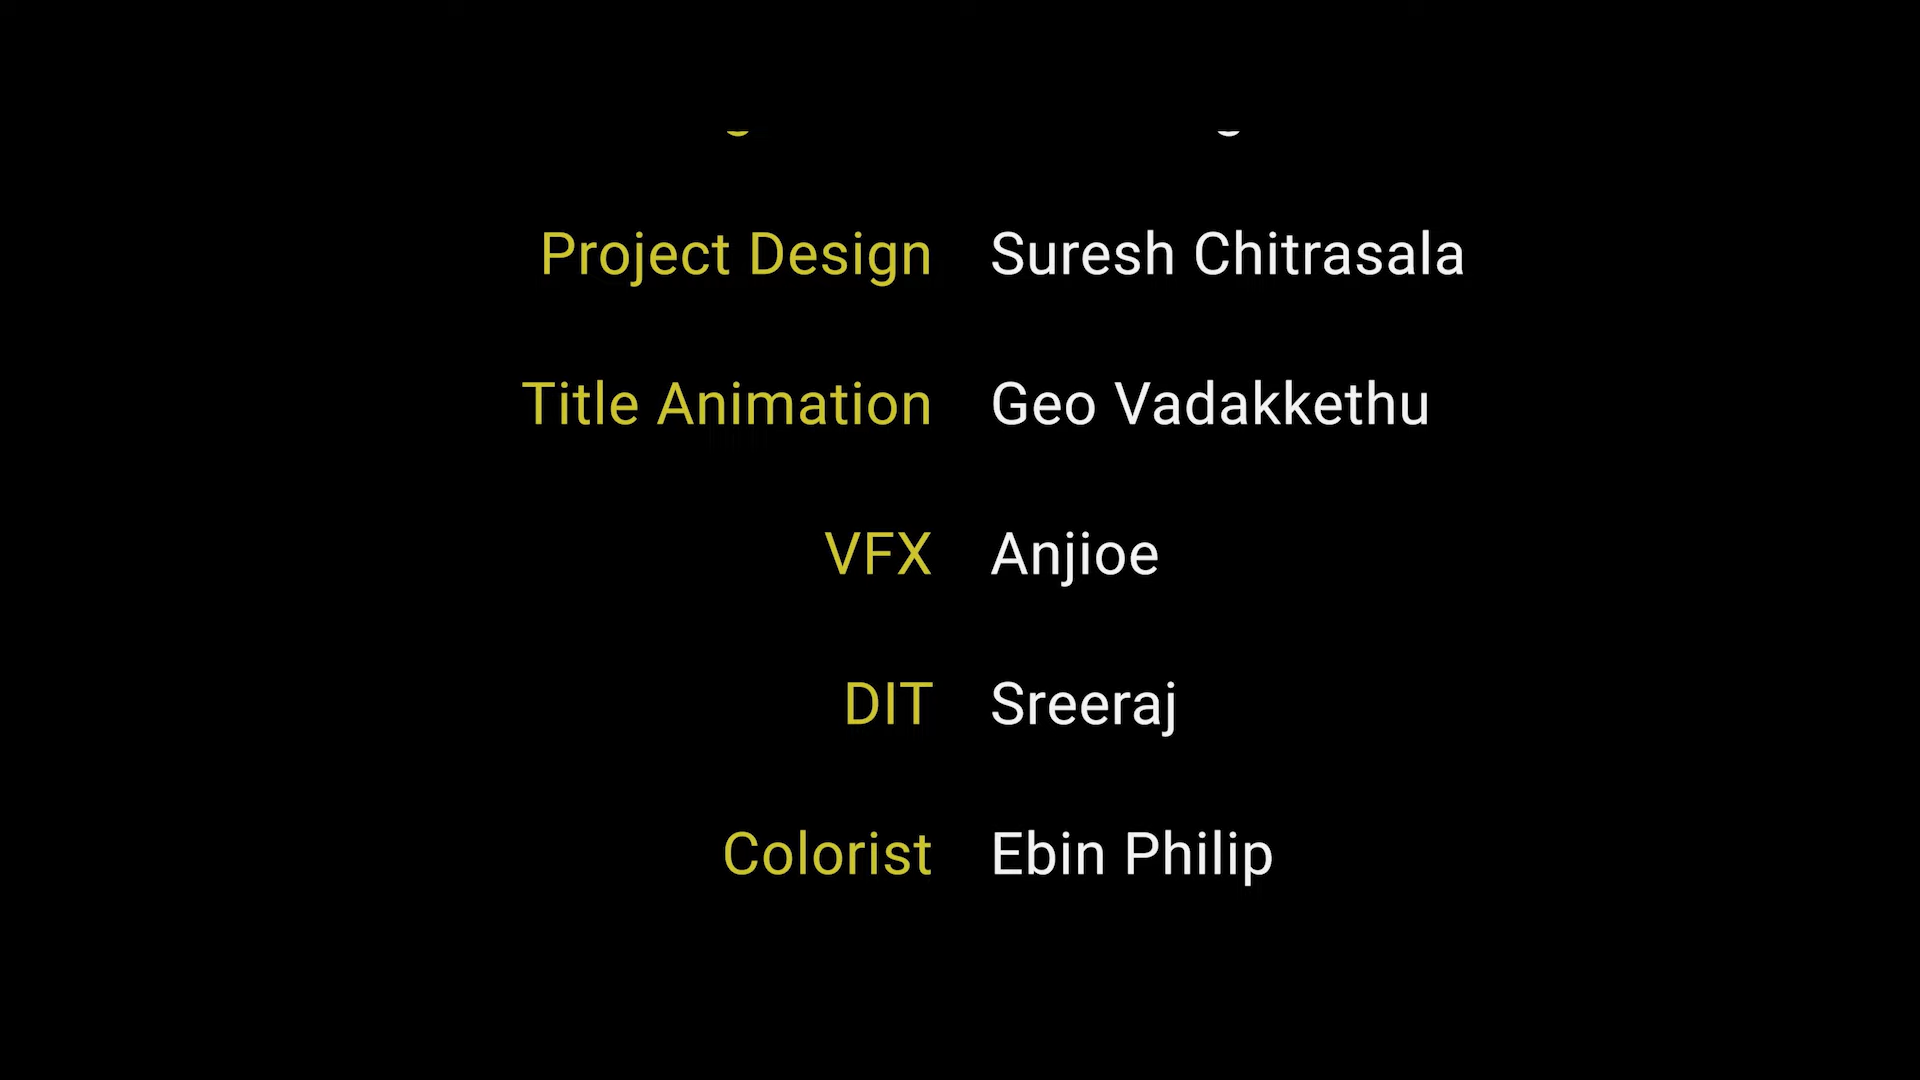 Project Design Suresh Chitrasala
Title Animation Geo Vadakkethu
VFX Anjioe
DIT Sreeraj
Colorist Ebin Philip